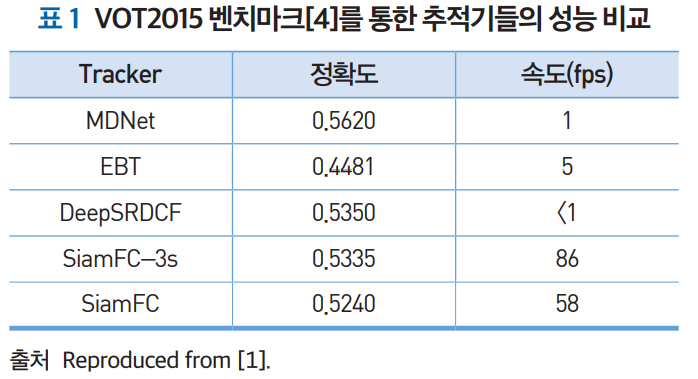 표 1 VOT2015 벤치마크[4]를 통한 추적기들의 성능 비교
Tracker 정확도 속도(fps)
MDNet 0.5620 1
EBT 0.4481 5
DeepSRDCF 0.5350 <1
SiamFC–3s 0.5335 86
SiamFC 0.5240 58
출처 Reproduced from [1].